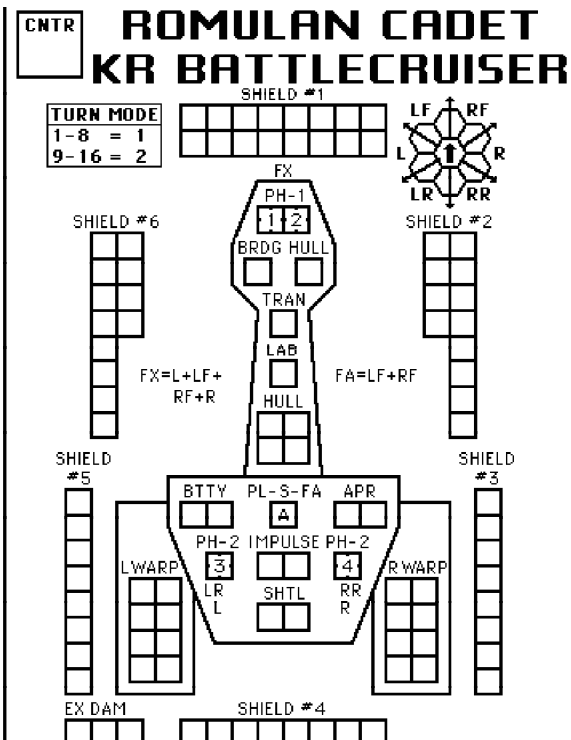 CNTR
ROMULAN CADET
KR BATTLECRUISER
SHIELD #1
TURN MODE
1-8 = 1
9-16 = 2
LF RF
L R
LR RR
FX
PH-1
1 2
SHIELD #6
SHIELD #2
BRDG HULL
TRAN
LAB
FX=L+LF+
RF+R
FA=LF+RF
HULL
SHIELD
#5
SHIELD
#3
BTTY PL-S-FA APR
A
PH-2 IMPULSE PH-2
3 4
L WARP
R WARP
LR
L
SHTL
RR
R
EX DAM
SHIELD #4